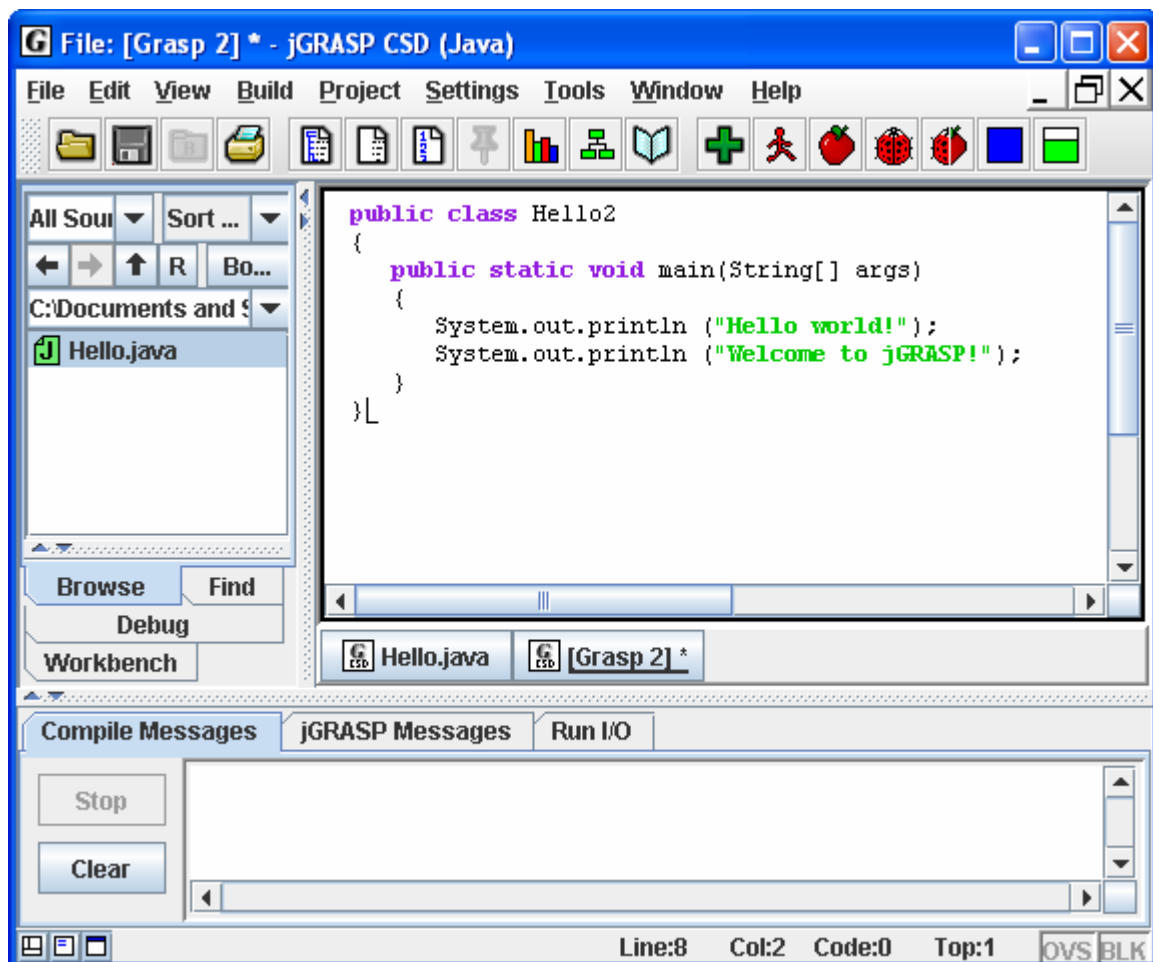 File: [Grasp 2] * - jGRASP CSD (Java)
File Edit View Build Project Settings Tools Window Help
All Sour Sort ...
R Bo...
C:\Documents and S
Hello.java
Browse Find
Debug
Workbench
public class Hello2
{
public static void main(String[] args)
{
System.out.println ("Hello world!");
System.out.println ("Welcome to jGRASP!");
}
}
Hello.java [Grasp 2] *
Compile Messages jGRASP Messages Run I/O
Stop
Clear
Line:8 Col:2 Code:0 Top:1 OVS BLK